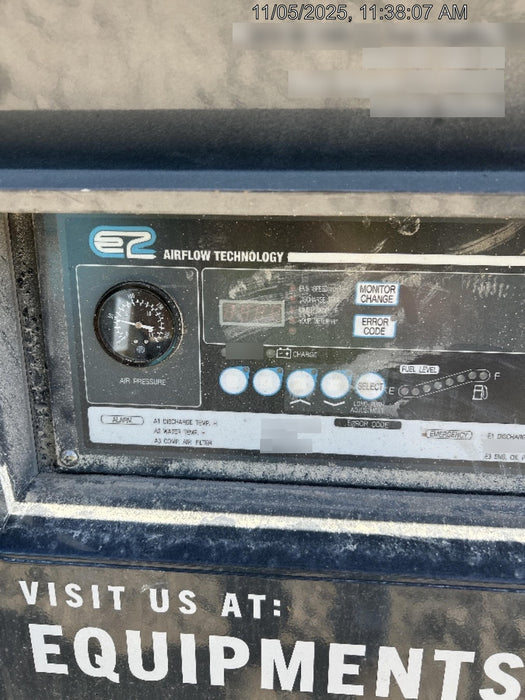 11/05/2025, 11:38:07 AM
e2 AIRFLOW TECHNOLOGY
MONITOR
CHANGE
ERROR
CODE
CHARGE
SELECT
FUEL LEVEL
E
F
AIR PRESSURE
ALARM
A1 DISCHARGE TEMP. H
A2 WATER TEMP. H
A3 COMP. AIR FILTER
ERROR CODE
EMERGENCY
E1 DISCHARG
E3 ENG. OIL P
VISIT US AT:
EQUIPMENTS